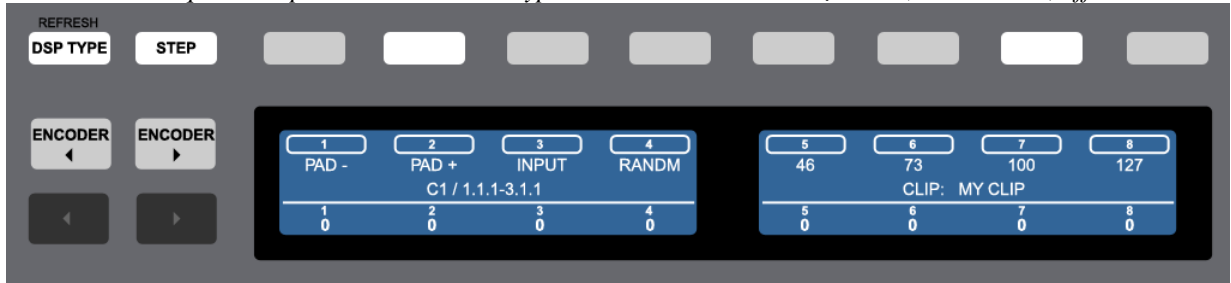 REFRESH
DSP TYPE STEP
ENCODER ENCODER
1 2 3 4 5 6 7 8
PAD - PAD + INPUT RANDM 46 73 100 127
C1 / 1.1.1-3.1.1 CLIP: MY CLIP
1 2 3 4 5 6 7 8
0 0 0 0 0 0 0 0